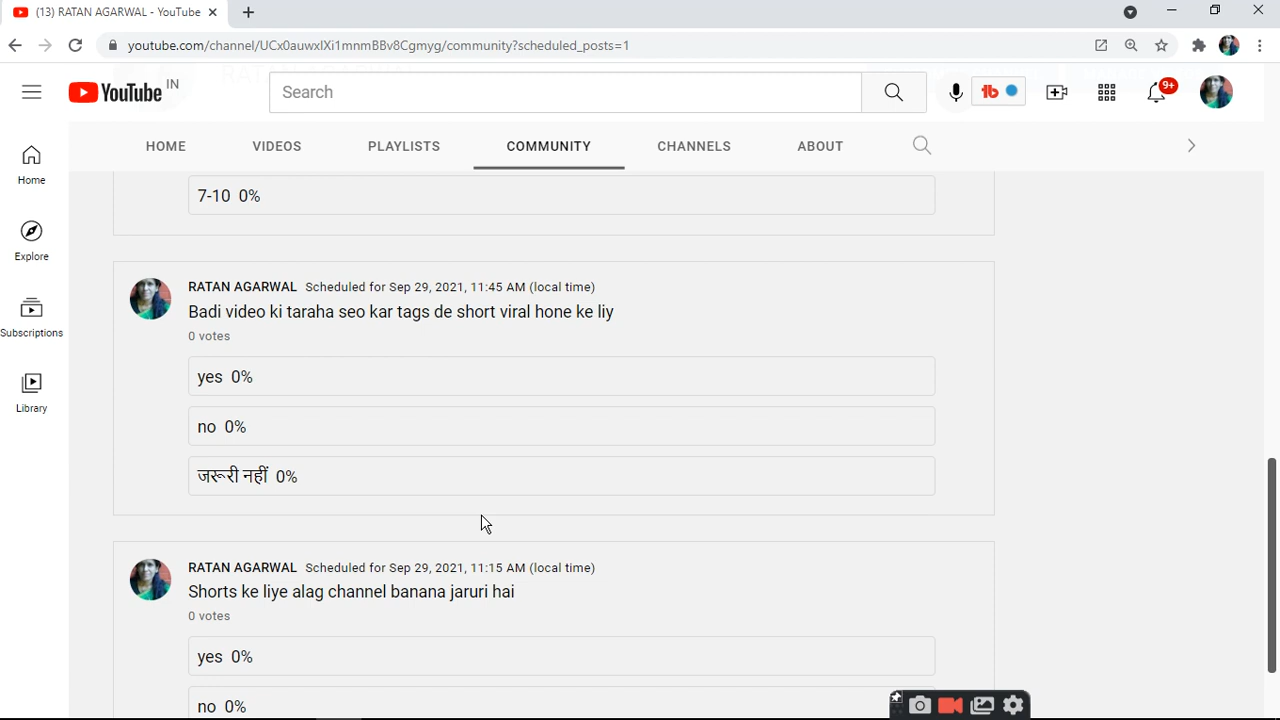 (13) RATAN AGARWAL - YouTube
youtube.com/channel/UCx0auwxIXi1mnmBBv8Cgmyg/community?scheduled_posts=1
YouTube IN
Search
9+
HOME VIDEOS PLAYLISTS COMMUNITY CHANNELS ABOUT
Home
Explore
Subscriptions
Library
7-10 0%
RATAN AGARWAL Scheduled for Sep 29, 2021, 11:45 AM (local time)
Badi video ki taraha seo kar tags de short viral hone ke liy
0 votes
yes 0%
no 0%
जरूरी नहीं 0%
RATAN AGARWAL Scheduled for Sep 29, 2021, 11:15 AM (local time)
Shorts ke liye alag channel banana jaruri hai
0 votes
yes 0%
no 0%